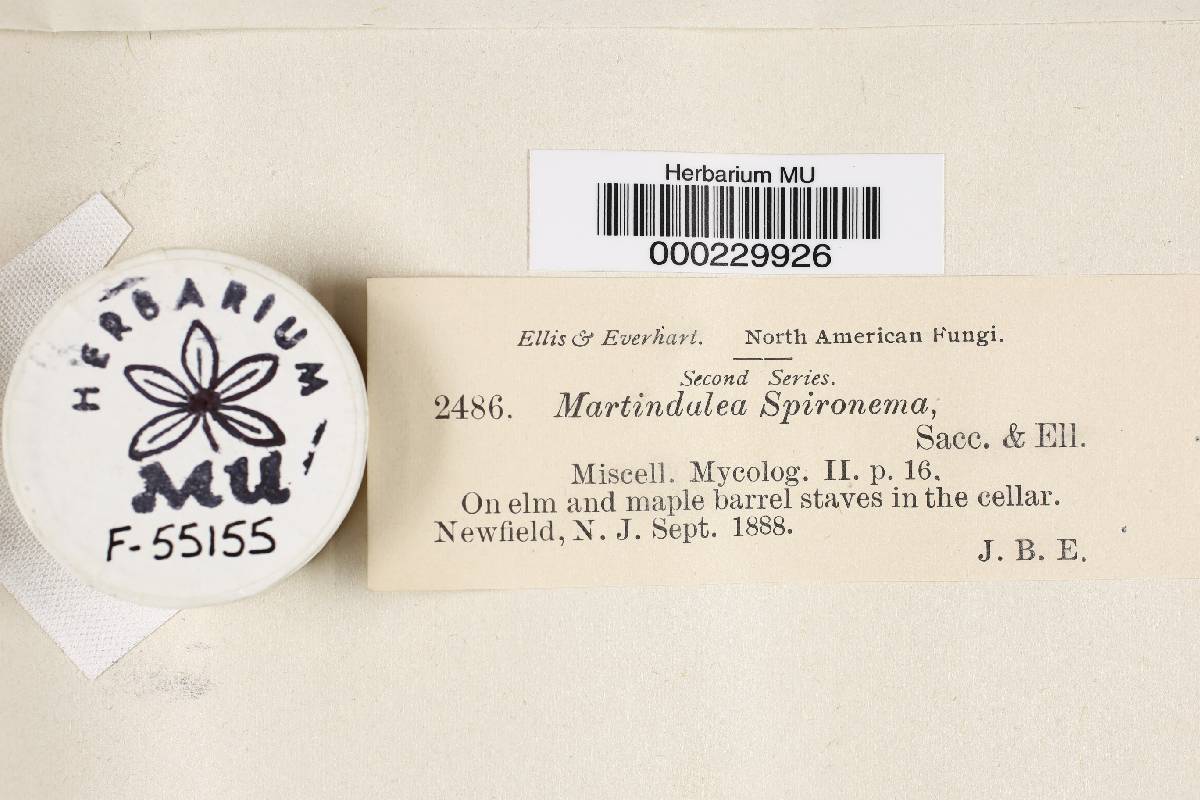 Herbarium MU
000229926
HERBARIUM
MU
F-55155
Ellis & Everhart. North American Fungi.
Second Series.
2486. Martindalea Spironema,
Sacc. & Ell.
Miscell. Mycolog. II. p. 16.
On elm and maple barrel staves in the cellar.
Newfield, N. J. Sept. 1888.
J. B. E.